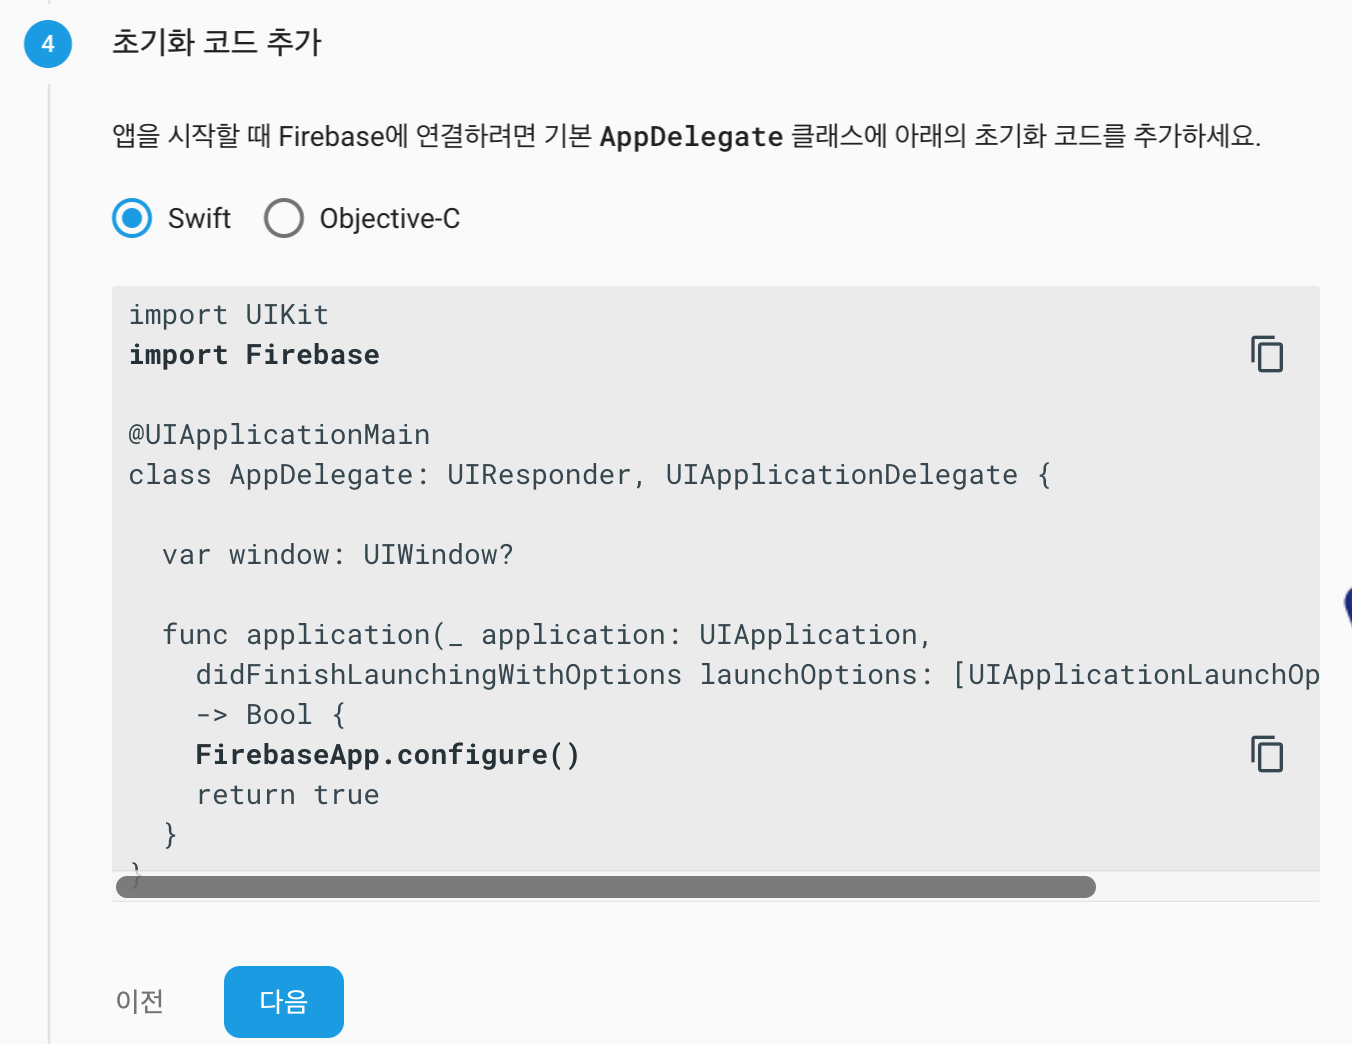 4
초기화 코드 추가
앱을 시작할 때 Firebase에 연결하려면 기본 AppDelegate 클래스에 아래의 초기화 코드를 추가하세요.
Swift Objective-C
import UIKit
import Firebase
@UIApplicationMain
class AppDelegate: UIResponder, UIApplicationDelegate {
var window: UIWindow?
func application(_ application: UIApplication,
didFinishLaunchingWithOptions launchOptions: [UIApplicationLaunchOp
-> Bool {
FirebaseApp.configure()
return true
}
}
이전 다음